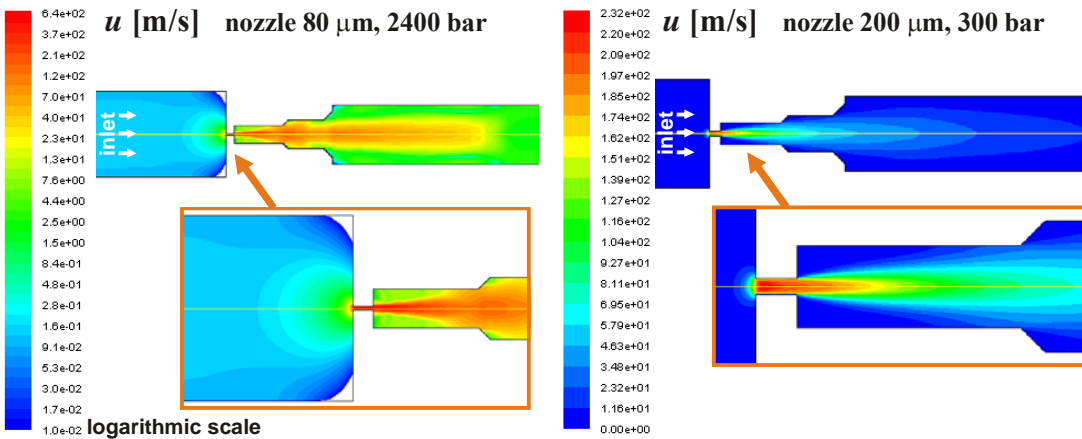 u [m/s] nozzle 80 μm, 2400 bar
6.4e+02
3.7e+02
2.1e+02
1.2e+02
7.0e+01
4.0e+01
2.3e+01
1.3e+01
7.6e+00
4.4e+00
2.5e+00
1.5e+00
8.4e-01
4.8e-01
2.8e-01
1.6e-01
9.1e-02
5.3e-02
3.0e-02
1.7e-02
1.0e-02
inlet
logarithmic scale
u [m/s] nozzle 200 μm, 300 bar
2.32e+02
2.20e+02
2.09e+02
1.97e+02
1.85e+02
1.74e+02
1.62e+02
1.51e+02
1.39e+02
1.27e+02
1.16e+02
1.04e+02
9.27e+01
8.11e+01
6.95e+01
5.79e+01
4.63e+01
3.48e+01
2.32e+01
1.16e+01
0.00e+00
inlet